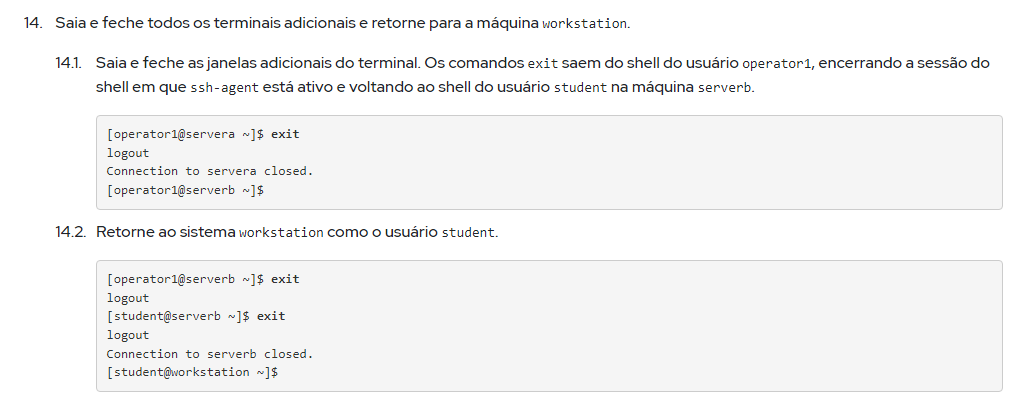 14. Saia e feche todos os terminais adicionais e retorne para a máquina workstation.
14.1. Saia e feche as janelas adicionais do terminal. Os comandos exit saem do shell do usuário operator1, encerrando a sessão do
shell em que ssh-agent está ativo e voltando ao shell do usuário student na máquina serverb.
[operator1@servera ~]$ exit
logout
Connection to servera closed.
[operator1@serverb ~]$
14.2. Retorne ao sistema workstation como o usuário student.
[operator1@serverb ~]$ exit
logout
[student@serverb ~]$ exit
logout
Connection to serverb closed.
[student@workstation ~]$